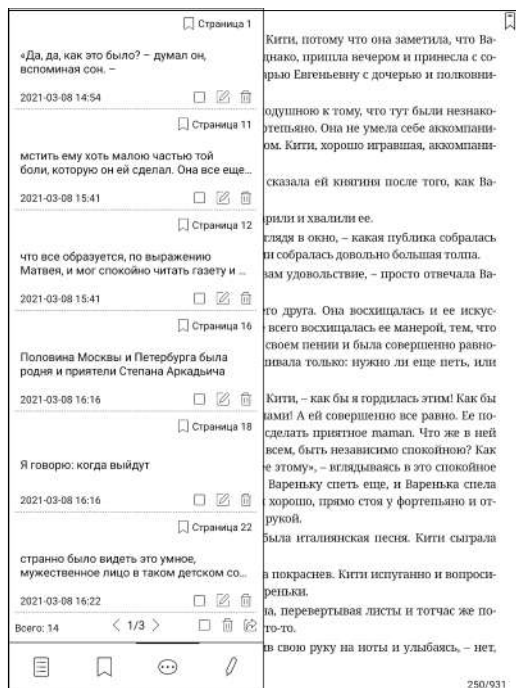 Страница 1
«Да, да, как это было? – думал он,
вспоминая сон. –
2021-03-08 14:54
Страница 11
мстить ему хоть малою частью той
боли, которую он ей сделал. Она все еще...
2021-03-08 15:41
Страница 12
что все образуется, по выражению
Матвея, и мог спокойно читать газету и ...
2021-03-08 15:41
Страница 16
Половина Москвы и Петербурга была
родня и приятели Степана Аркадьича
2021-03-08 16:16
Страница 18
Я говорю: когда выйдут
2021-03-08 16:16
Страница 22
странно было видеть это умное,
мужественное лицо в таком детском со...
2021-03-08 16:22
Всего: 14
< 1/3 >
Кити, потому что она заметила, что Ва-
днако, пришла вечером и принесла с со-
арью Евгеньевну с дочерью и полковни-
одушною к тому, что тут были незнако-
ртепьяно. Она не умела себе аккомпани-
ом. Кити, хорошо игравшая, аккомпани-
сказала ей княгиня после того, как Ва-
рили и хвалили ее.
глядя в окно, – какая публика собралась
и собралась довольно большая толпа.
вам удовольствие, – просто отвечала Ва-
го друга. Она восхищалась и ее искус-
всего восхищалась ее манерой, тем, что
своем пении и была совершенно равно-
ивала только: нужно ли еще петь, или
Кити, – как бы я гордилась этим! Как бы
ами! А ей совершенно все равно. Ее по-
сделать приятное maman. Что же в ней
всем, быть независимо спокойною? Как
е этому», – вглядываясь в это спокойное
Вареньку спеть еще, и Варенька спела
хорошо, прямо стоя у фортепьяно и от-
рукой.
была италиянская песня. Кити сыграла
а покраснев. Кити испуганно и вопроси-
реньки.
ла, перевертывая листы и тотчас же по-
то-то.
ив свою руку на ноты и улыбаясь, – нет,
250/931